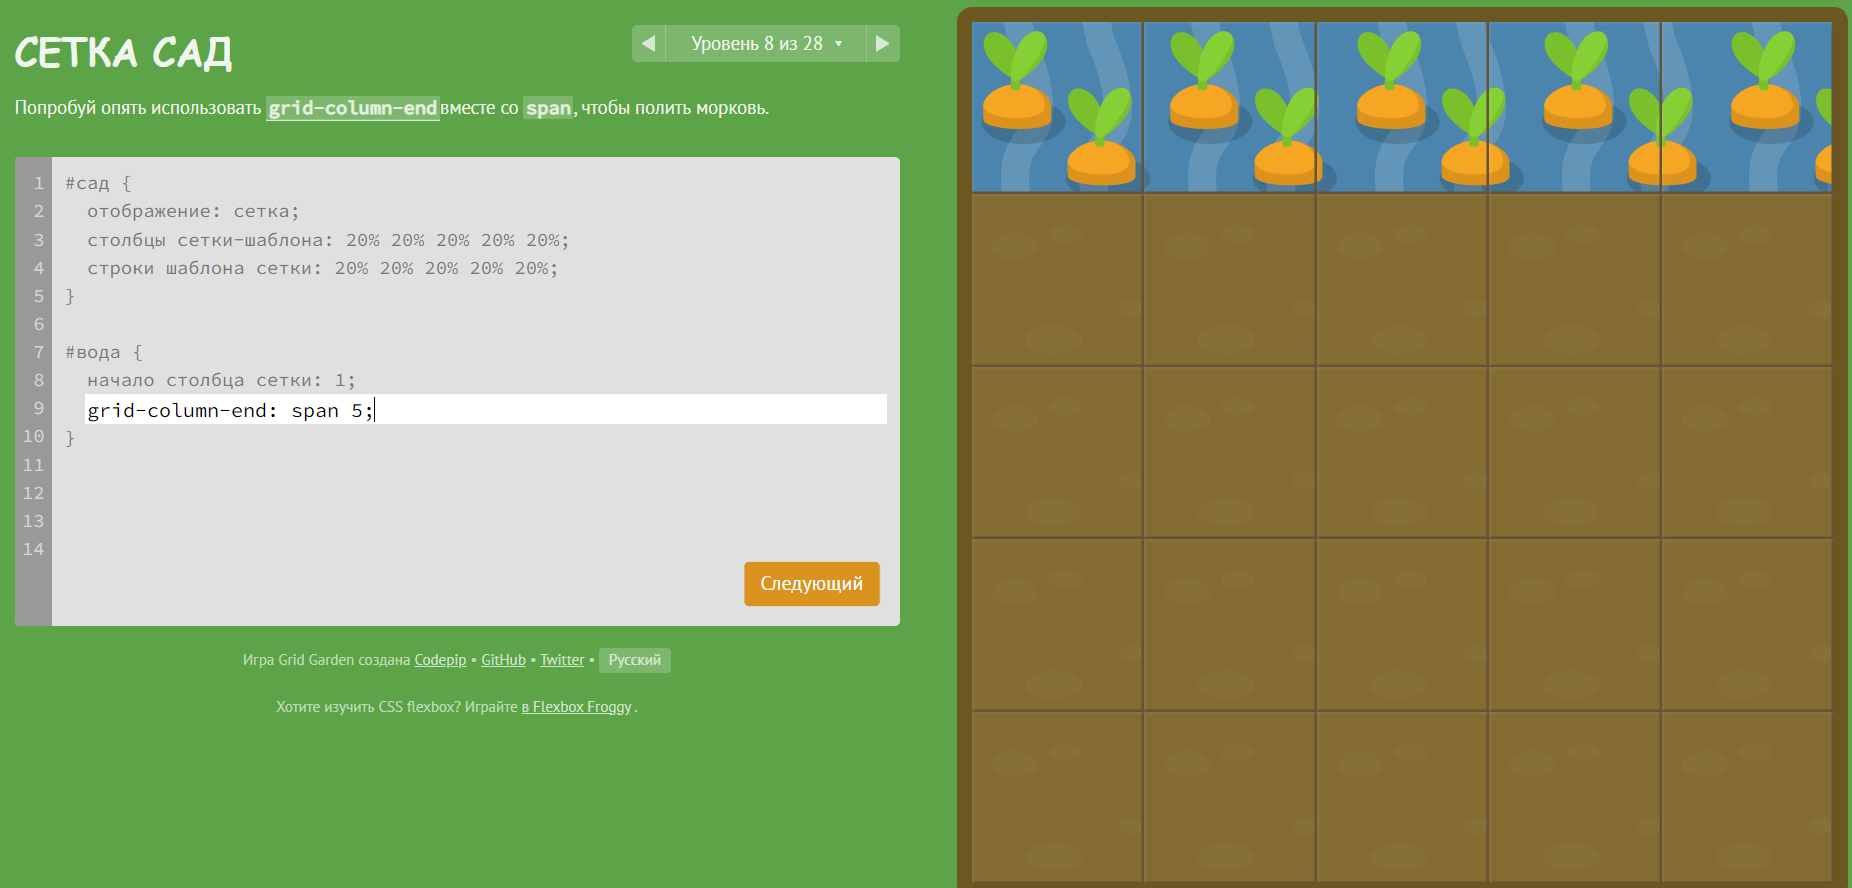 СЕТКА САД
Уровень 8 из 28
Попробуй опять использовать grid-column-end вместе со span, чтобы полить морковь.
1 #сад {
2 отображение: сетка;
3 столбцы сетки-шаблона: 20% 20% 20% 20% 20%;
4 строки шаблона сетки: 20% 20% 20% 20% 20%;
5 }
6
7 #вода {
8 начало столбца сетки: 1;
9 grid-column-end: span 5;
10 }
11
12
13
14
Следующий
Игра Grid Garden создана Codepip • GitHub • Twitter • Русский
Хотите изучить CSS flexbox? Играйте в Flexbox Froggy .